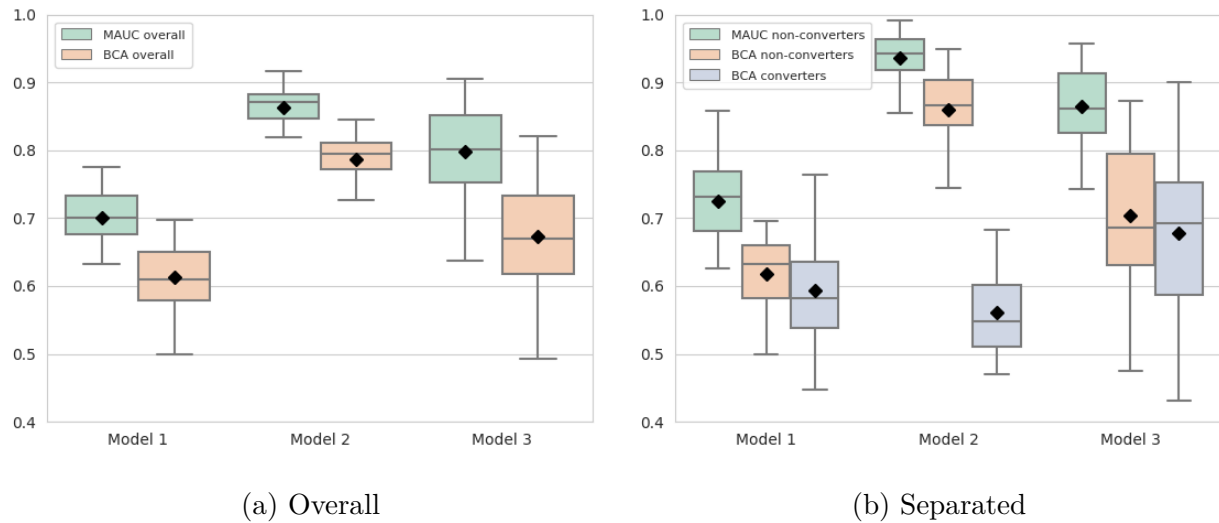 1.0
0.9
0.8
0.7
0.6
0.5
0.4
MAUC overall
BCA overall
Model 1 Model 2 Model 3
(a) Overall
1.0
0.9
0.8
0.7
0.6
0.5
0.4
MAUC non-converters
BCA non-converters
BCA converters
Model 1 Model 2 Model 3
(b) Separated